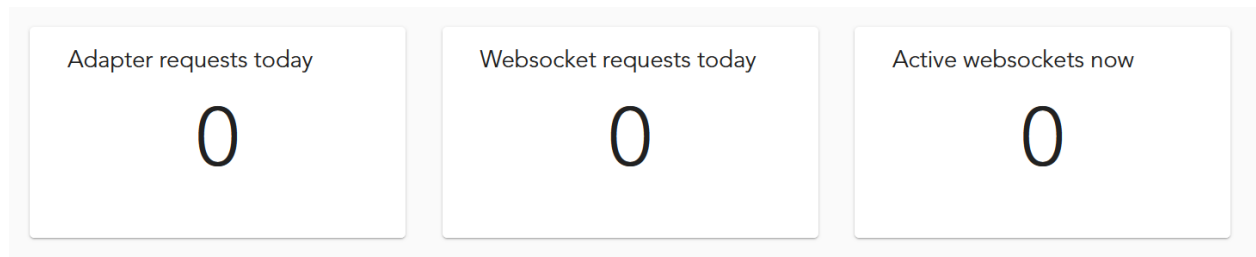 Adapter requests today
0
Websocket requests today
0
Active websockets now
0